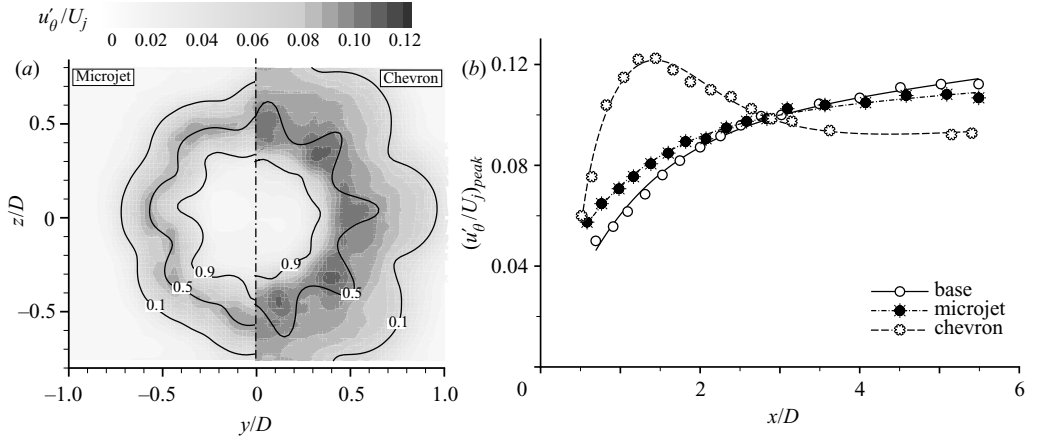 u′θ/Uj
0 0.02 0.04 0.06 0.08 0.10 0.12
(a)
Microjet
Chevron
0.5
0
−0.5
z/D
0.9
0.9
0.5
0.5
0.1
0.1
−1.0 −0.5 0 0.5 1.0
y/D
(b)
0.12
0.08
0.04
(u′θ/Uj)peak
base
microjet
chevron
0 2 4 6
x/D